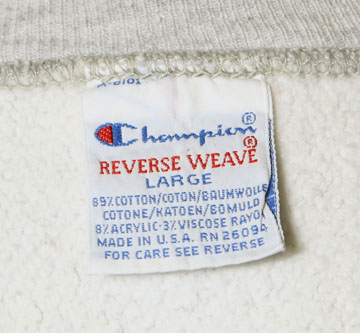 Champion®
REVERSE WEAVE®
LARGE
89% COTTON/COTON/BAUMWOLLE
COTONE/KATOEN/BOMULD
8% ACRYLIC-3% VISCOSE RAYO
MADE IN U.S.A. RN 26094
FOR CARE SEE REVERSE